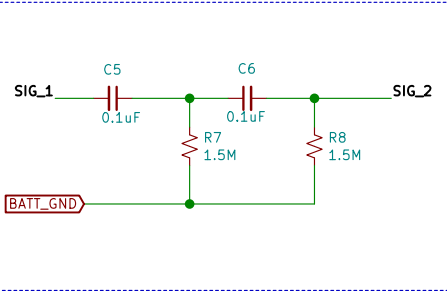 C5
C6
SIG_1
SIG_2
0.1uF
0.1uF
R7
1.5M
R8
1.5M
BATT_GND